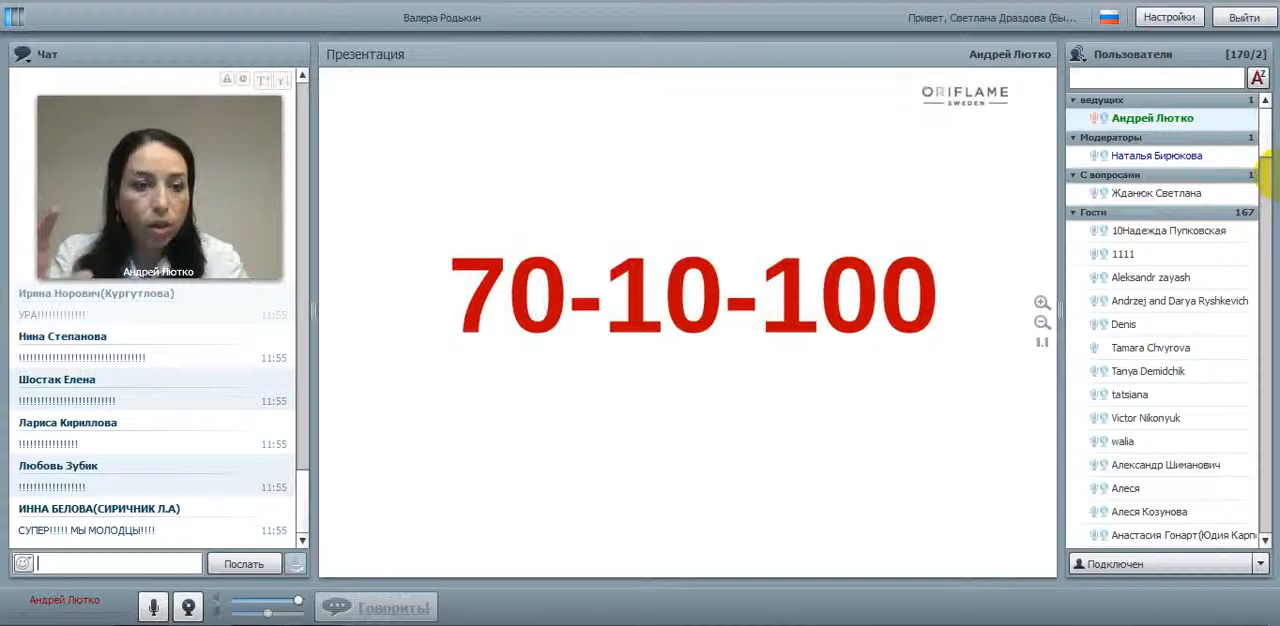 Валера Родькин
Привет, Светлана Драздова (Бы...
Настройки
Выйти
Чат
Андрей Лютко
Ирина Норович(Кургутлова)
УРА!!!!!!!!!!!!!
11:55
Нина Степанова
!!!!!!!!!!!!!!!!!!!!!!!!!!!!!!!!!!
11:55
Шостак Елена
!!!!!!!!!!!!!!!!!!!!!!!!!!
11:55
Лариса Кириллова
!!!!!!!!!!!!!!!!
11:55
Любовь Зубик
!!!!!!!!!!!!!!!!!!
11:55
ИННА БЕЛОВА(СИРИЧНИК Л.А)
СУПЕР!!!!! МЫ МОЛОДЦЫ!!!!
11:55
Послать
Андрей Лютко
Говорить!
Презентация
Андрей Лютко
ORIFLAME
SWEDEN
70-10-100
1.1
Пользователи [170/2]
ведущих 1
Андрей Лютко
Модераторы 1
Наталья Бирюкова
С вопросами 1
Жданюк Светлана
Гости 167
10Надежда Пупковская
1111
Aleksandr zayash
Andrzej and Darya Ryshkevich
Denis
Tamara Chvyrova
Tanya Demidchik
tatsiana
Victor Nikonyuk
walia
Александр Шиманович
Алеся
Алеся Козунова
Анастасия Гонарт(Юдия Карп
Подключен